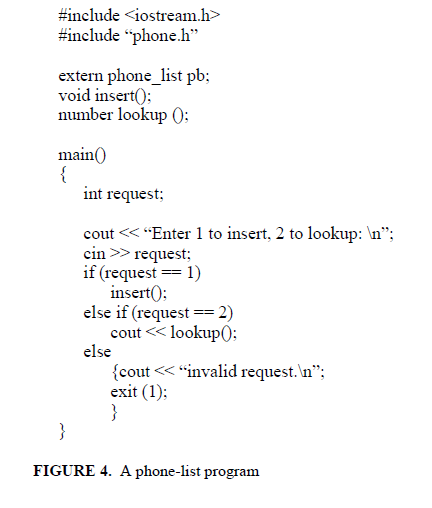 #include <iostream.h>
#include “phone.h”
extern phone_list pb;
void insert();
number lookup ();
main()
{
int request;
cout << “Enter 1 to insert, 2 to lookup: \n”;
cin >> request;
if (request == 1)
insert();
else if (request == 2)
cout << lookup();
else
{cout << “invalid request.\n”;
exit (1);
}
}
FIGURE 4. A phone-list program